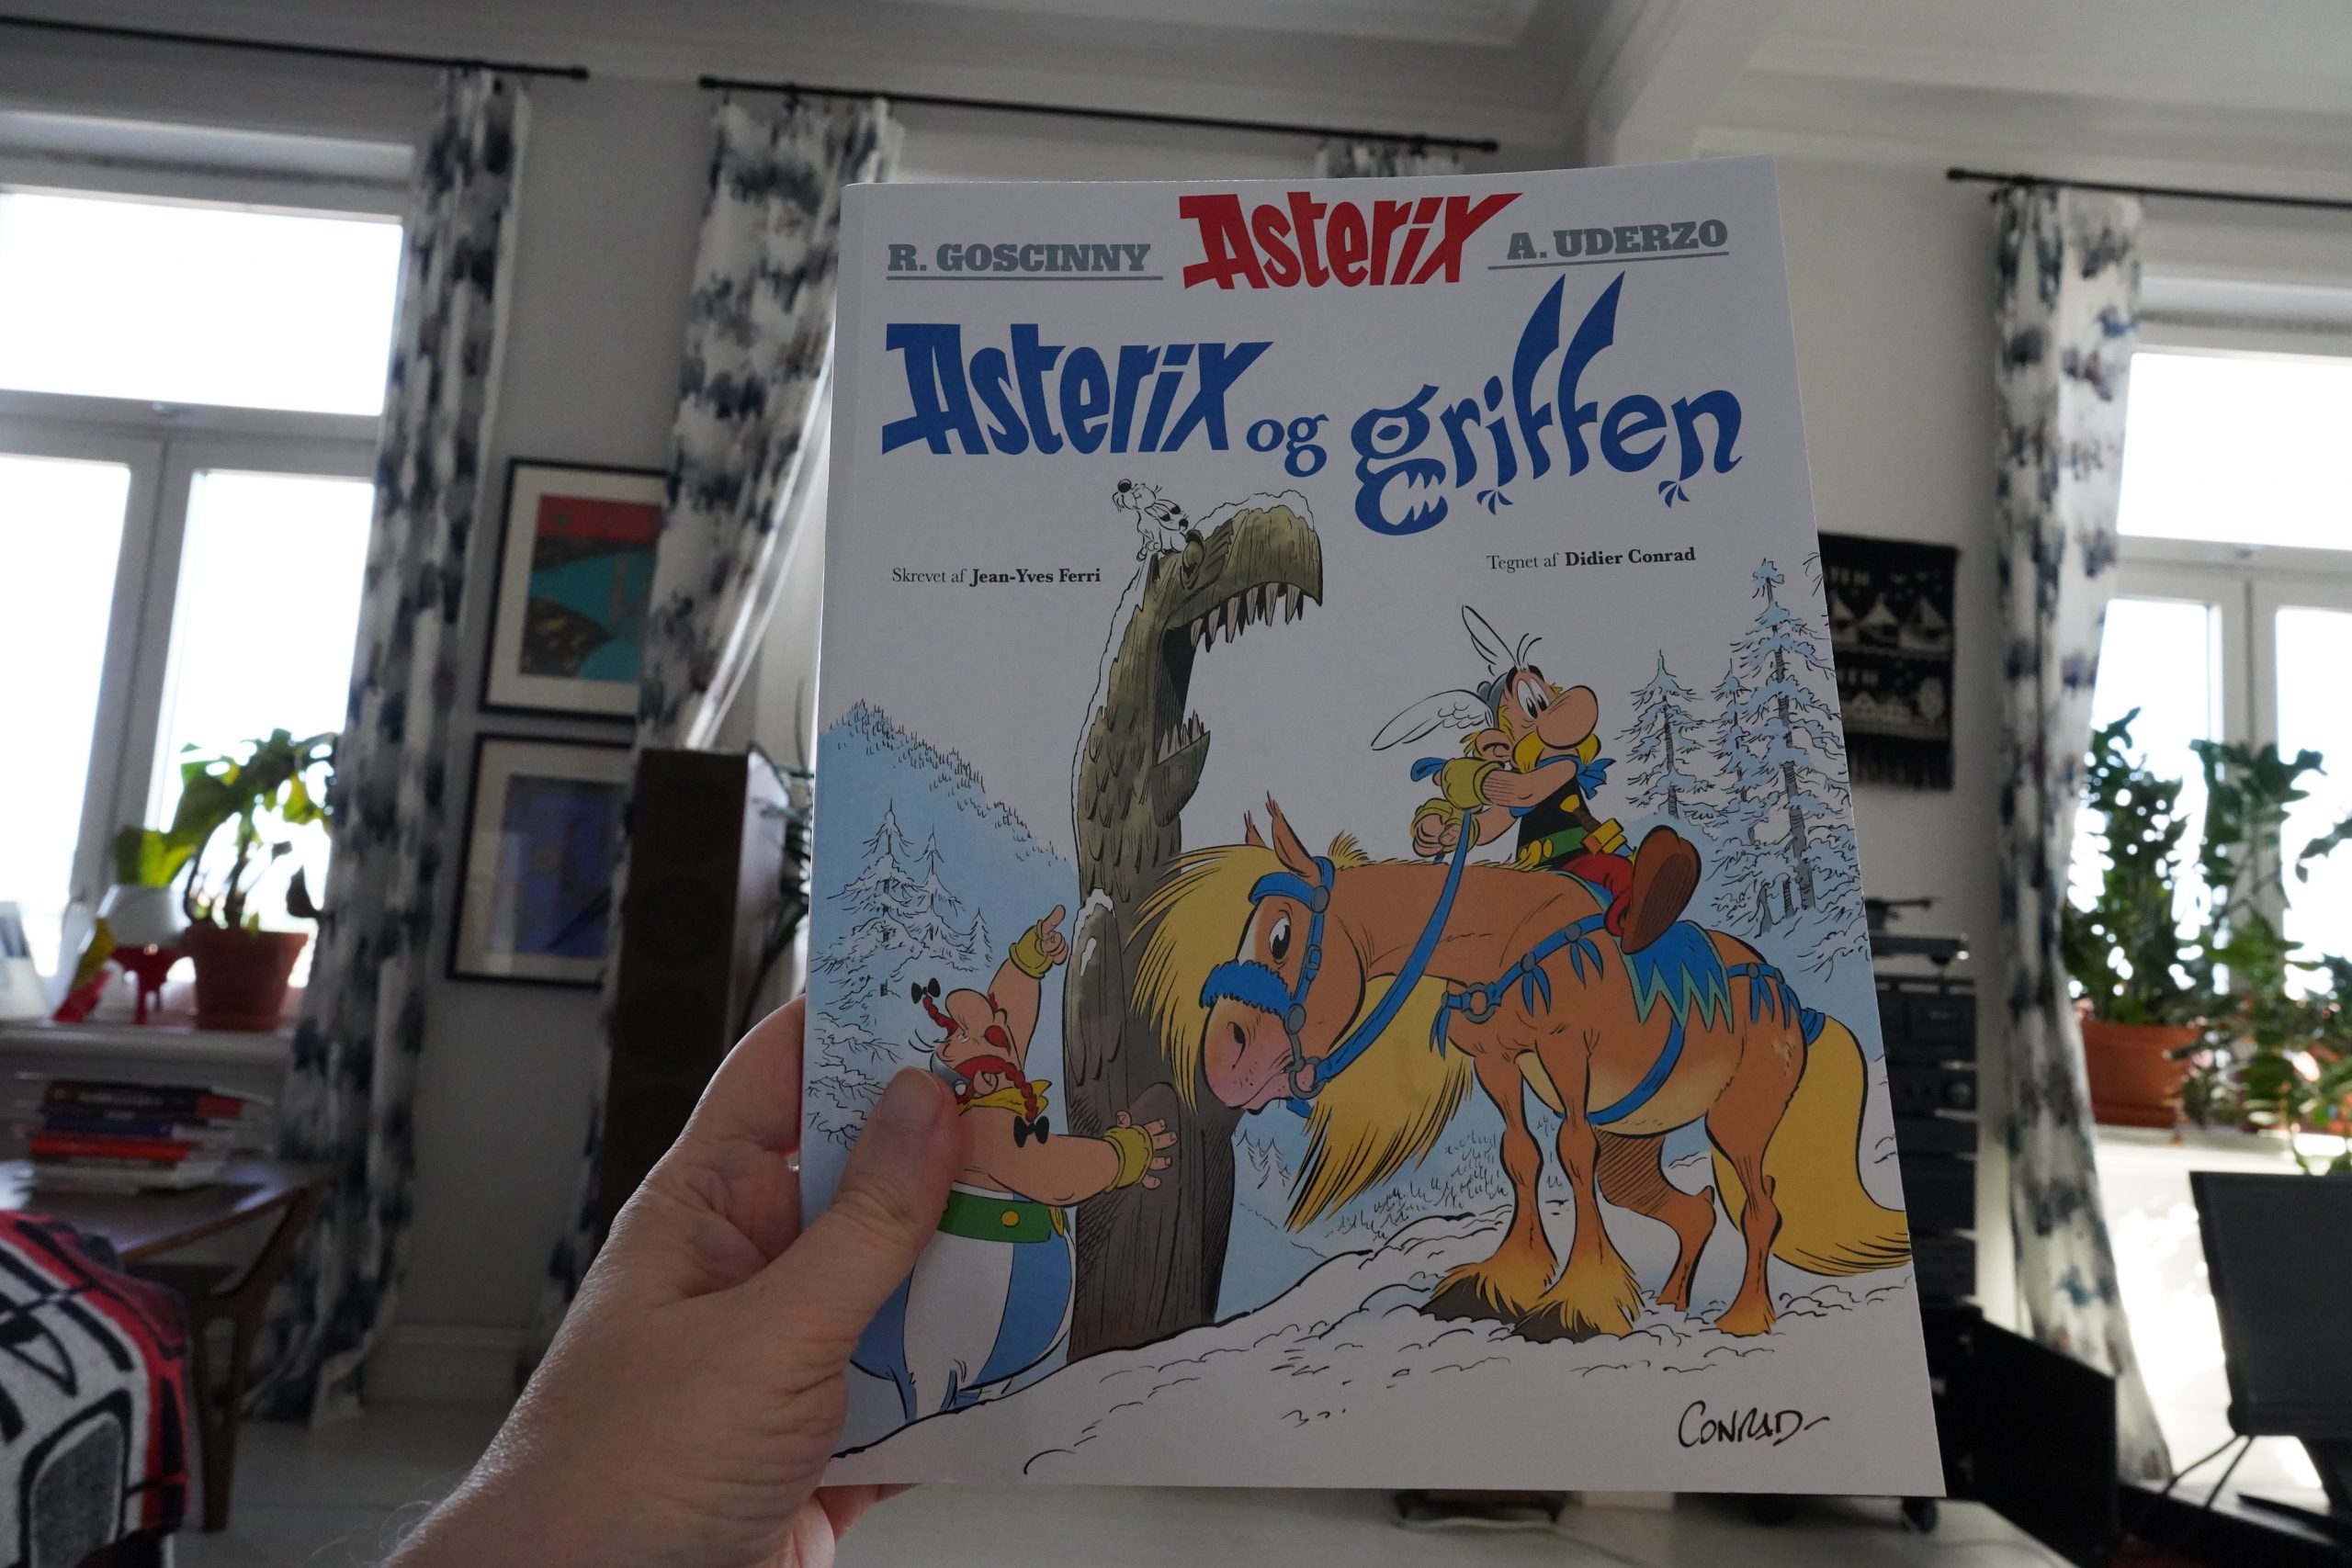 R. GOSCINNY Asterix A. UDERZO
Asterix og griffen
Skrevet af Jean-Yves Ferri
Tegnet af Didier Conrad
CONRAD